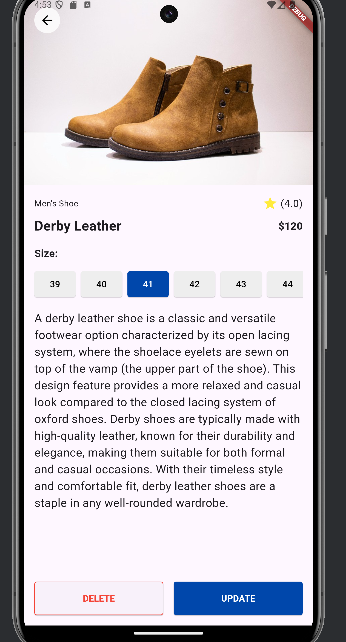 4:53
DEBUG
Men's Shoe
(4.0)
Derby Leather
$120
Size:
39 40 41 42 43 44
A derby leather shoe is a classic and versatile
footwear option characterized by its open lacing
system, where the shoelace eyelets are sewn on
top of the vamp (the upper part of the shoe). This
design feature provides a more relaxed and casual
look compared to the closed lacing system of
oxford shoes. Derby shoes are typically made with
high-quality leather, known for their durability and
elegance, making them suitable for both formal
and casual occasions. With their timeless style
and comfortable fit, derby leather shoes are a
staple in any well-rounded wardrobe.
DELETE
UPDATE